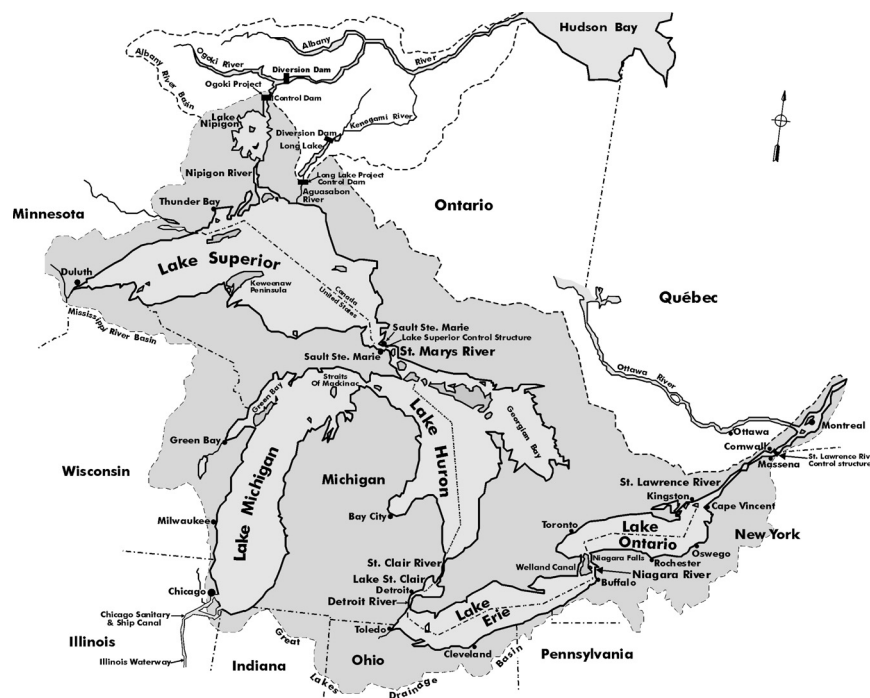 Hudson Bay
Albany
River
Ogoki River
Albany
River Basin
Diversion Dam
Ogoki Project
Control Dam
Lake
Nipigon
Kenogami River
Diversion Dam
Long Lake
Nipigon River
Long Lake Project
Control Dam
Aguasabon
River
Thunder Bay
Minnesota
Ontario
Lake Superior
Duluth
Keweenaw
Peninsula
Canada
United States
Québec
Mississippi River Basin
Sault Ste. Marie
Lake Superior Control Structure
Sault Ste. Marie
St. Marys River
Straits
Of Mackinac
Green Bay
Georgian Bay
Ottawa River
Lake Huron
Green Bay
Ottawa
Montreal
Cornwall
Massena
St. Lawrence Riv
Control structure
Wisconsin
Lake Michigan
Michigan
St. Lawrence River
Kingston
Cape Vincent
Bay City
Milwaukee
Toronto
Lake
Ontario
New York
Oswego
Rochester
Niagara Falls
Welland Canal
Niagara River
Buffalo
St. Clair River
Lake St. Clair
Detroit
Detroit River
Chicago
Chicago Sanitary
& Ship Canal
Lake
Erie
Toledo
Illinois
Illinois Waterway
Indiana
Ohio
Cleveland
Pennsylvania
Great
Lakes
Drainage
Basin